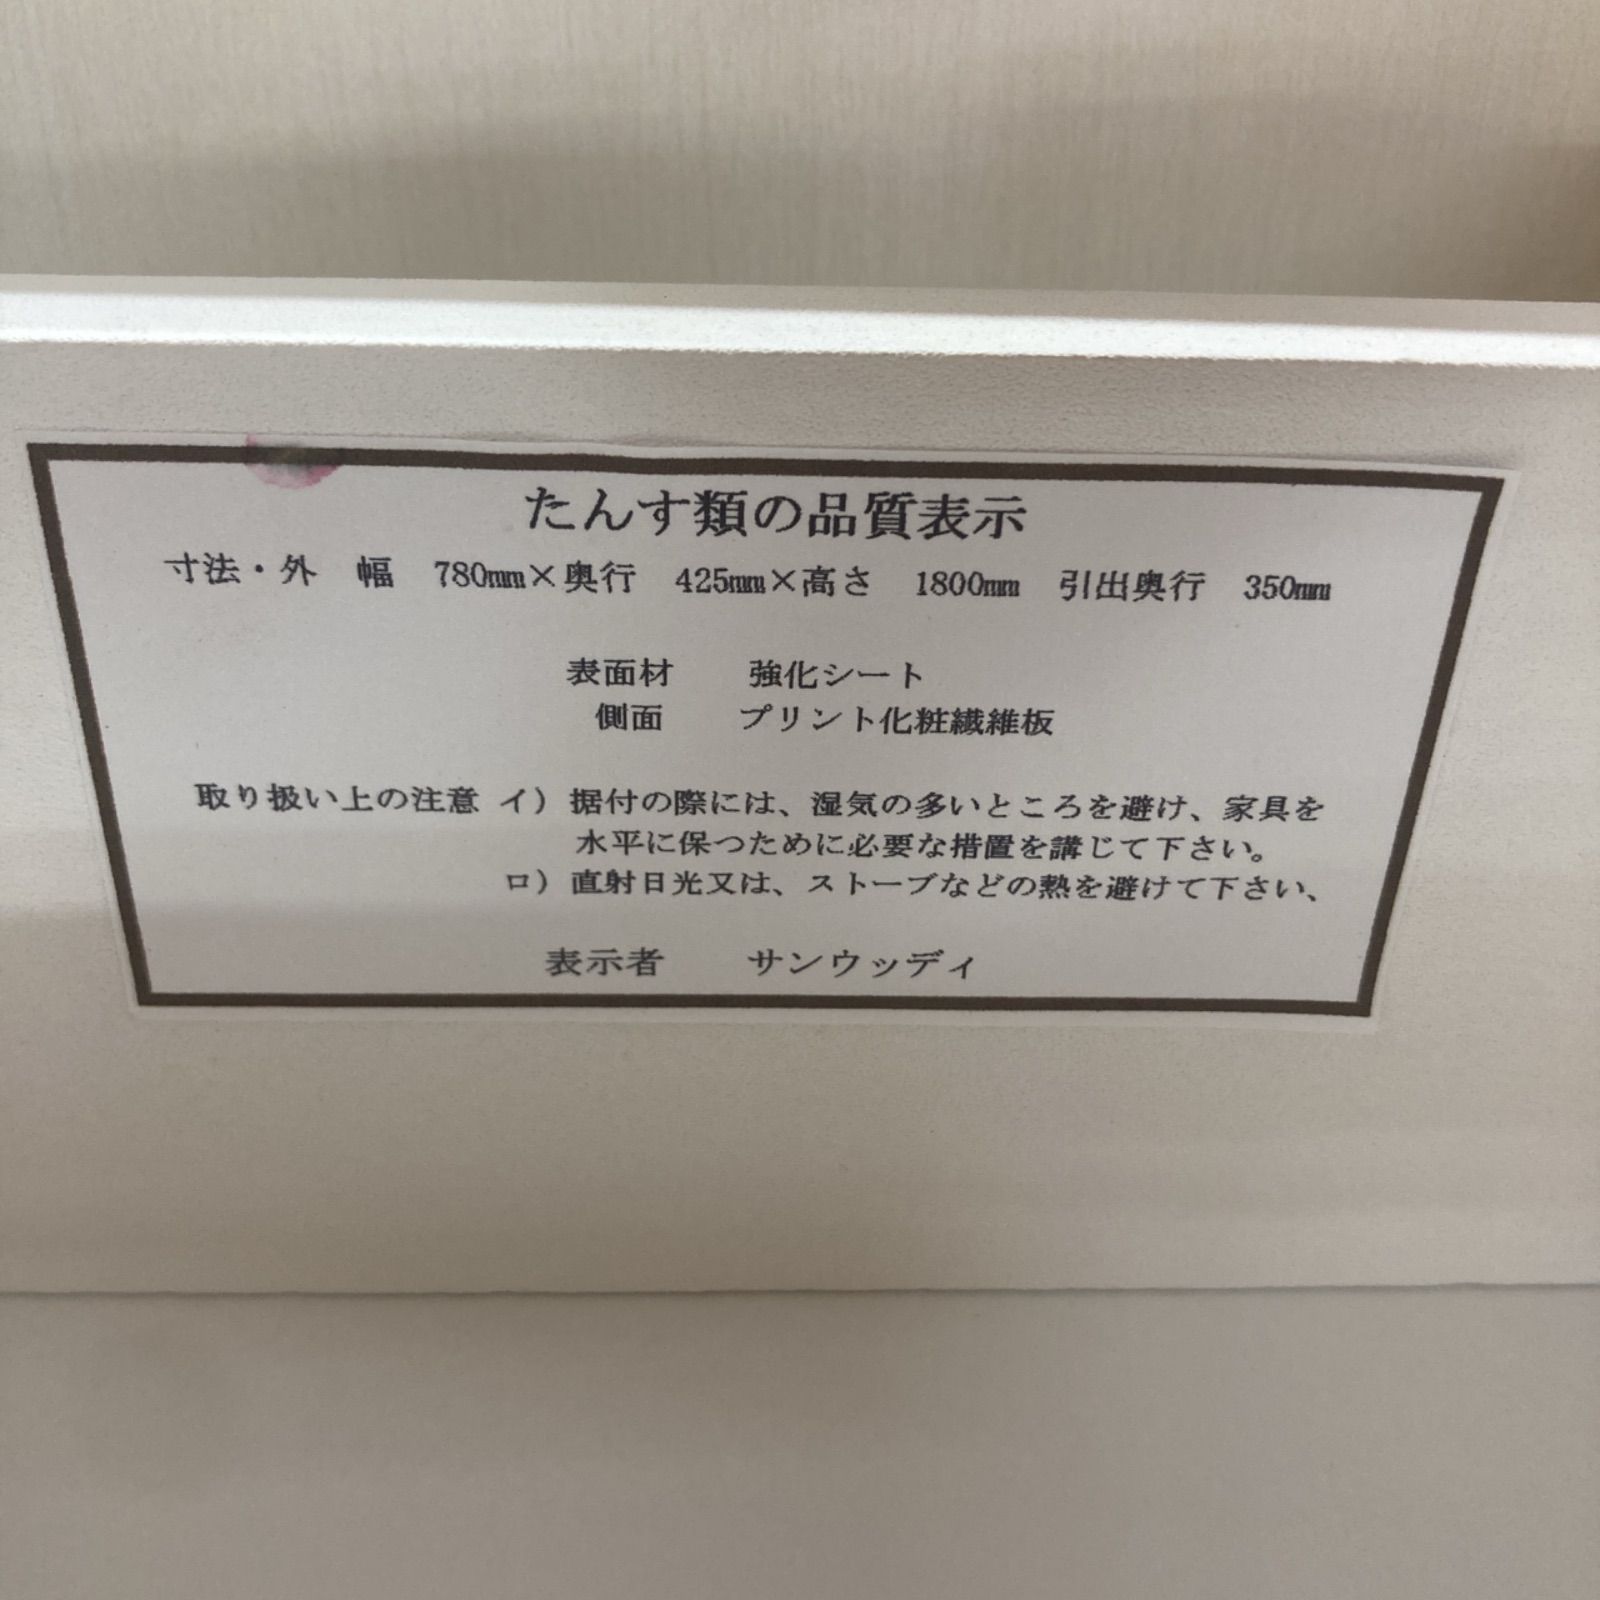 たんす類の品質表示
寸法・外　幅　780mm×奥行　425mm×高さ　1800mm　引出奥行　350mm
表面材　　強化シート
側面　　プリント化粧繊維板
取り扱い上の注意 イ）据付の際には、湿気の多いところを避け、家具を
水平に保つために必要な措置を講じて下さい。
ロ）直射日光又は、ストーブなどの熱を避けて下さい、
表示者　　サンウッディ